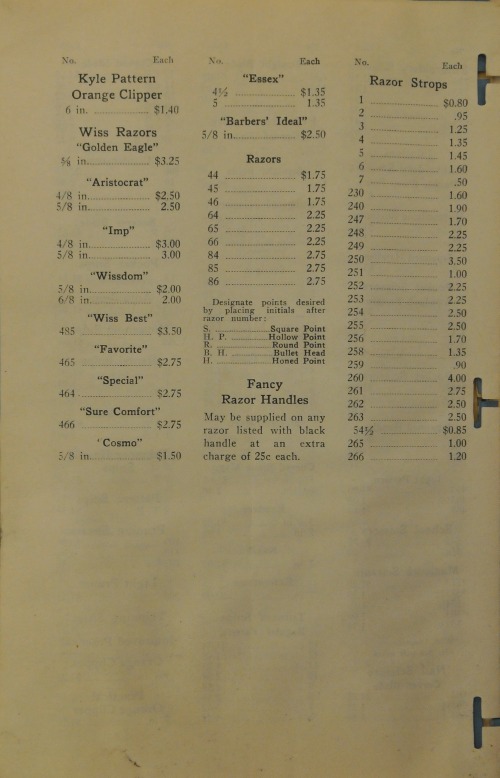 No. Each
Kyle Pattern
Orange Clipper
6 in. $1.40
Wiss Razors
"Golden Eagle"
⅝ in. $3.25
"Aristocrat"
4/8 in. $2.50
5/8 in. 2.50
"Imp"
4/8 in. $3.00
5/8 in. 3.00
"Wissdom"
5/8 in. $2.00
6/8 in. 2.00
"Wiss Best"
485 $3.50
"Favorite"
465 $2.75
"Special"
464 $2.75
"Sure Comfort"
466 $2.75
'Cosmo"
5/8 in. $1.50
No. Each
"Essex"
4½ $1.35
5 1.35
"Barbers' Ideal"
5/8 in. $2.50
Razors
44 $1.75
45 1.75
46 1.75
64 2.25
65 2.25
66 2.25
84 2.75
85 2.75
86 2.75
Designate points desired
by placing initials after
razor number:
S. Square Point
H. P. Hollow Point
R. Round Point
B. H. Bullet Head
H. Honed Point
Fancy
Razor Handles
May be supplied on any
razor listed with black
handle at an extra
charge of 25c each.
No. Each
Razor Strops
1 $0.80
2 .95
3 1.25
4 1.35
5 1.45
6 1.60
7 .50
230 1.60
240 1.90
247 1.70
248 2.25
249 2.25
250 3.50
251 1.00
252 2.25
253 2.25
254 2.50
255 2.50
256 1.70
258 1.35
259 .90
260 4.00
261 2.75
262 2.50
263 2.50
54½ $0.85
265 1.00
266 1.20